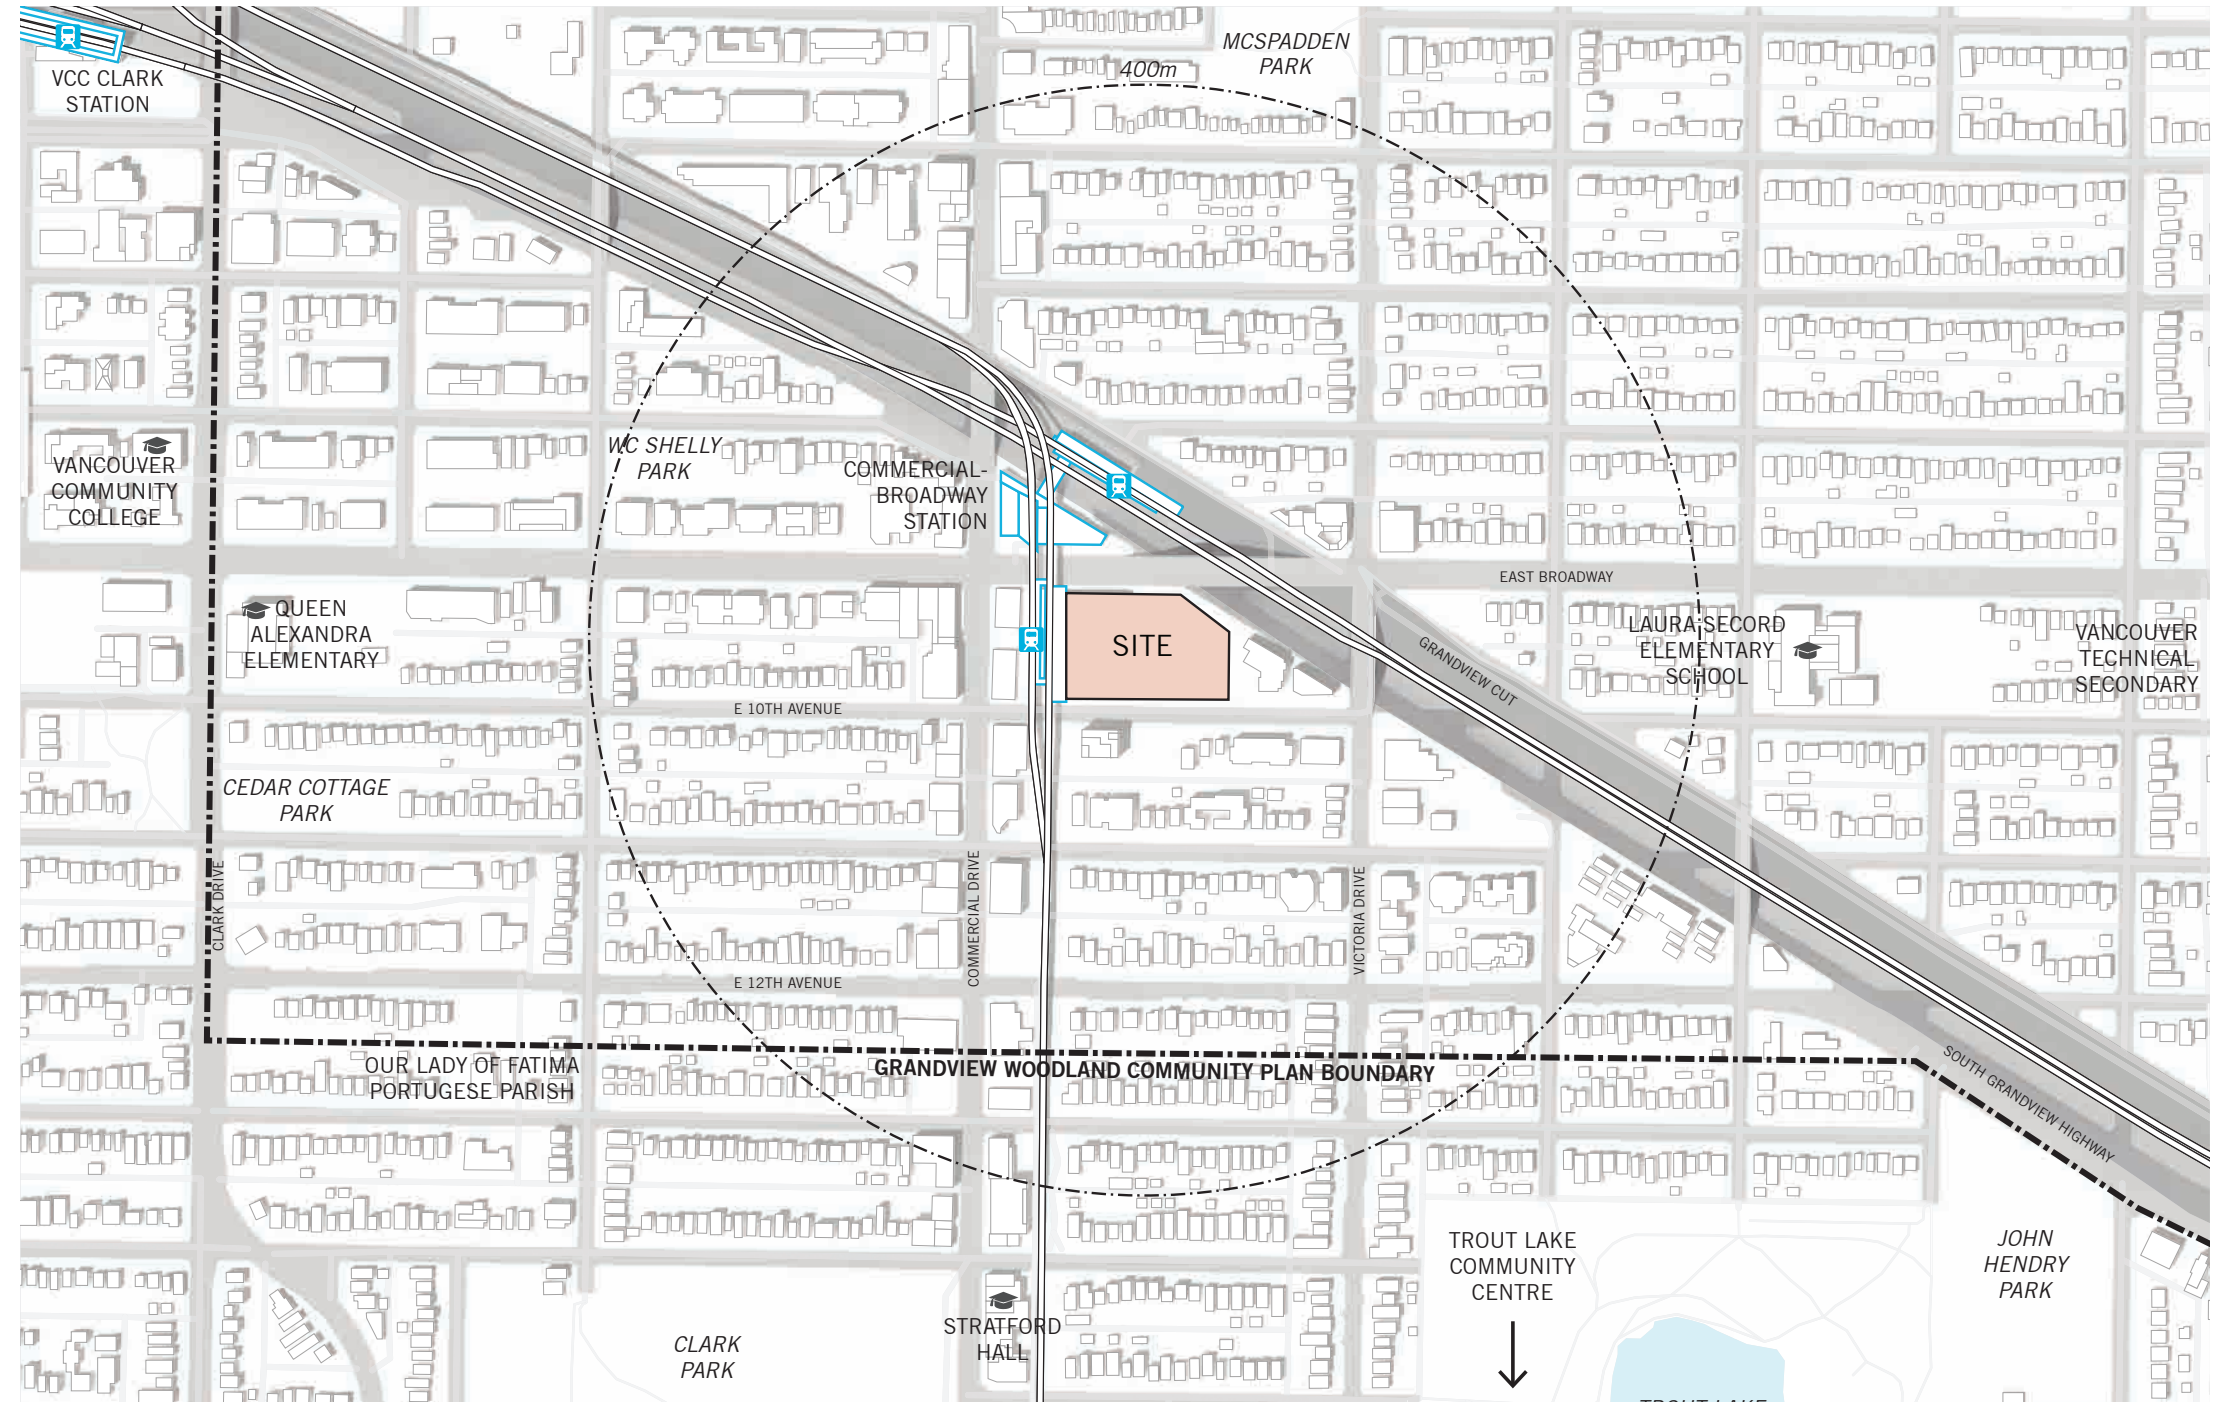 MCSPADDEN
PARK
400m
VCC CLARK
STATION
WC SHELLY
PARK
COMMERCIAL-
BROADWAY
STATION
VANCOUVER
COMMUNITY
COLLEGE
EAST BROADWAY
QUEEN
ALEXANDRA
ELEMENTARY
SITE
LAURA SECORD
ELEMENTARY
SCHOOL
VANCOUVER
TECHNICAL
SECONDARY
GRANDVIEW CUT
E 10TH AVENUE
CEDAR COTTAGE
PARK
CLARK DRIVE
COMMERCIAL DRIVE
VICTORIA DRIVE
E 12TH AVENUE
OUR LADY OF FATIMA
PORTUGESE PARISH
GRANDVIEW WOODLAND COMMUNITY PLAN BOUNDARY
SOUTH GRANDVIEW HIGHWAY
TROUT LAKE
COMMUNITY
CENTRE
JOHN
HENDRY
PARK
STRATFORD
HALL
CLARK
PARK
TROUT LAKE